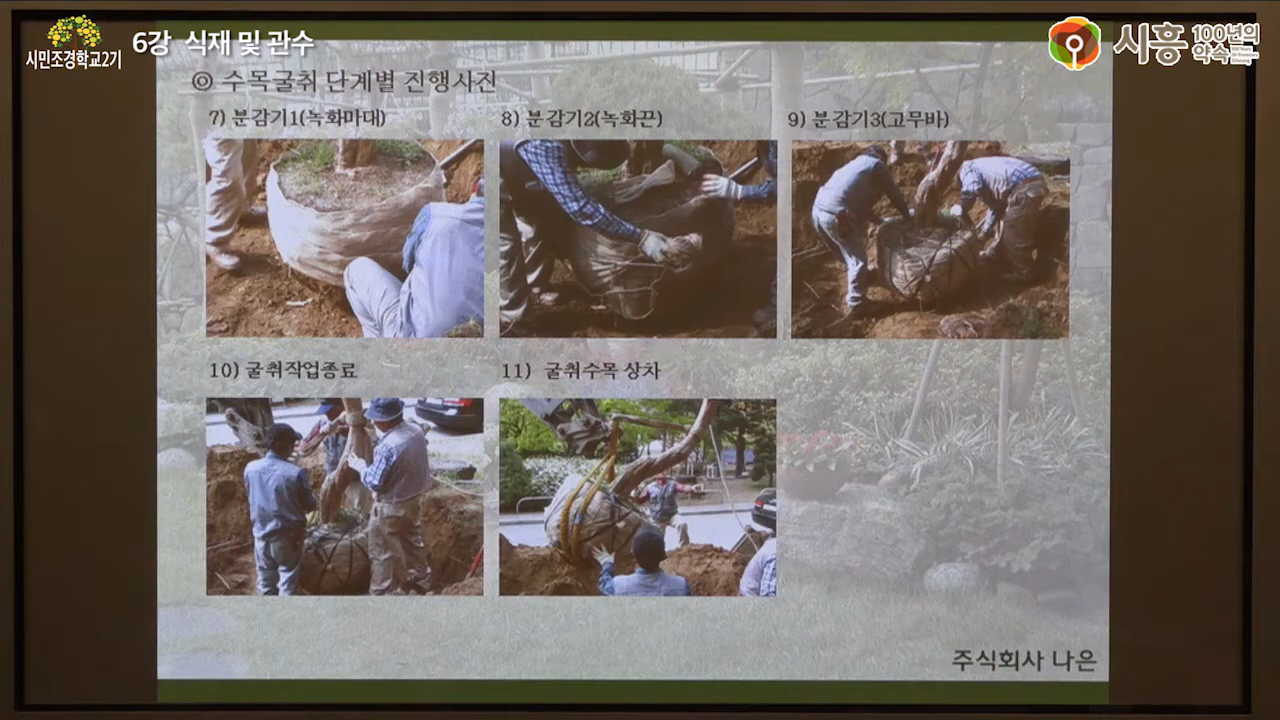 시민조경학교2기
6강 식재 및 관수
시흥 100년의 약속
◎ 수목굴취 단계별 진행사진
7) 분감기1(녹화마대)
8) 분감기2(녹화끈)
9) 분감기3(고무바)
10) 굴취작업종료
11) 굴취수목 상차
주식회사 나은